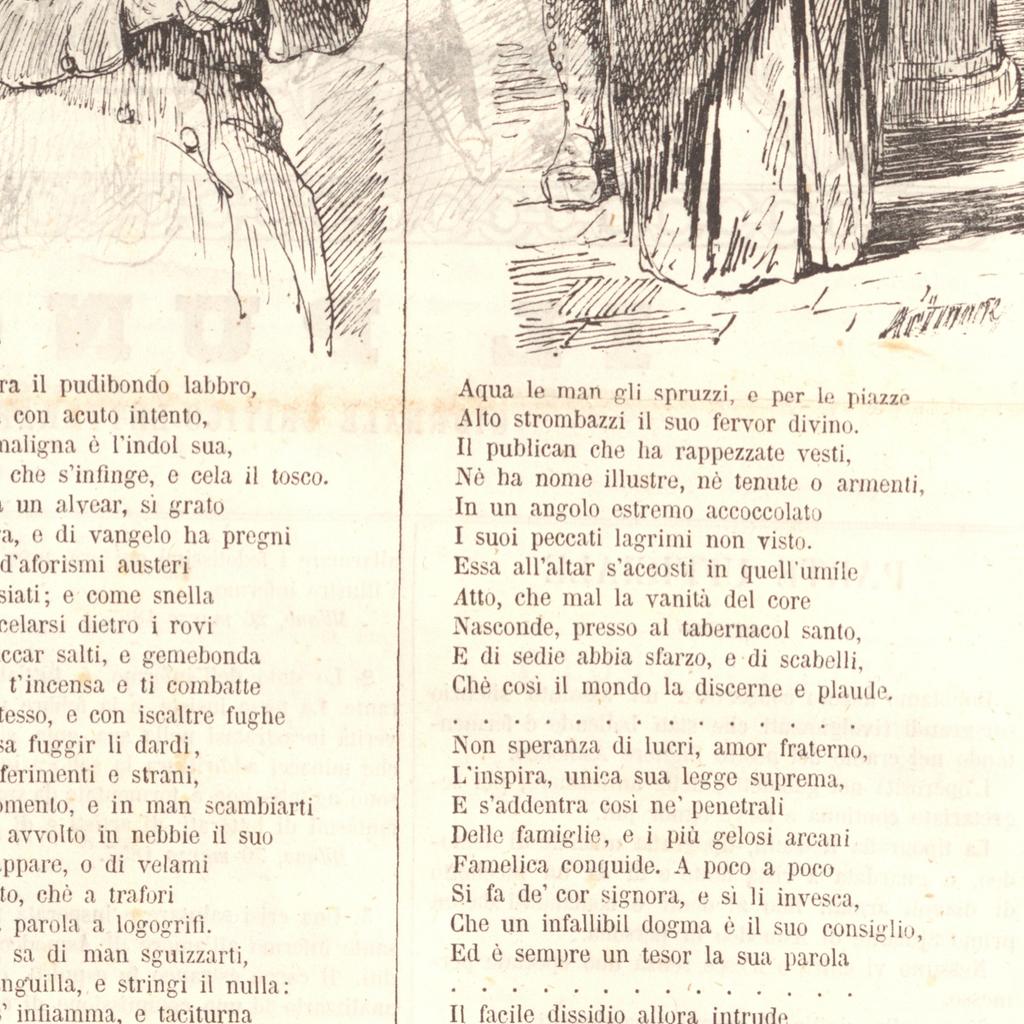 ra il pudibondo labbro,
con acuto intento,
maligna è l'indol sua,
che s'infinge, e cela il tosco.
un alvear, sì grato
ra, e di vangelo ha pregni
d'aforismi austeri
siati; e come snella
celarsi dietro i rovi
ccar salti, e gemebonda
t'incensa e ti combatte
tesso, e con iscaltre fughe
sa fuggir li dardi,
ferimenti e strani,
omento, e in man scambiarti
avvolto in nebbie il suo
appare, o di velami
to, chè a trafori
parola a logogrifi.
sa di man sguizzarti,
nguilla, e stringi il nulla:
s' infiamma, e taciturna
Aqua le man gli spruzzi, e per le piazze
Alto strombazzi il suo fervor divino.
Il publican che ha rappezzate vesti,
Nè ha nome illustre, nè tenute o armenti,
In un angolo estremo accoccolato
I suoi peccati lagrimi non visto.
Essa all'altar s'accosti in quell'umile
Atto, che mal la vanità del core
Nasconde, presso al tabernacol santo,
E di sedie abbia sfarzo, e di scabelli,
Chè così il mondo la discerne e plaude.
. . . . . . . . . . . . . .
Non speranza di lucri, amor fraterno,
L'inspira, unica sua legge suprema,
E s'addentra così ne' penetrali
Delle famiglie, e i più gelosi arcani
Famelica conquide. A poco a poco
Si fa de' cor signora, e sì li invesca,
Che un infallibil dogma è il suo consiglio,
Ed è sempre un tesor la sua parola
. . . . . . . . . . . . . .
Il facile dissidio allora intrude